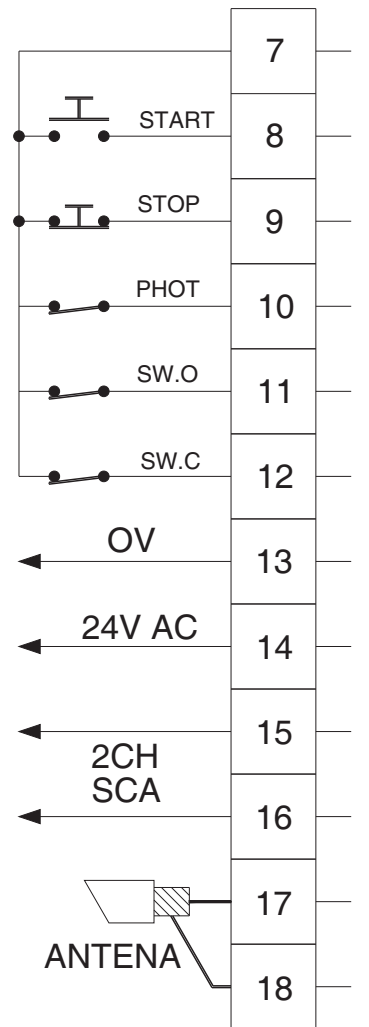 7
START 8
STOP 9
PHOT 10
SW.O 11
SW.C 12
OV 13
24V AC 14
15
2CH
SCA
16
17
ANTENA
18